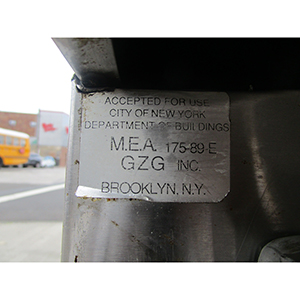 ACCEPTED FOR USE
CITY OF NEW YORK
DEPARTMENT OF BUILDINGS
M.E.A. 175-89-E
GZG INC.
BROOKLYN, N.Y.